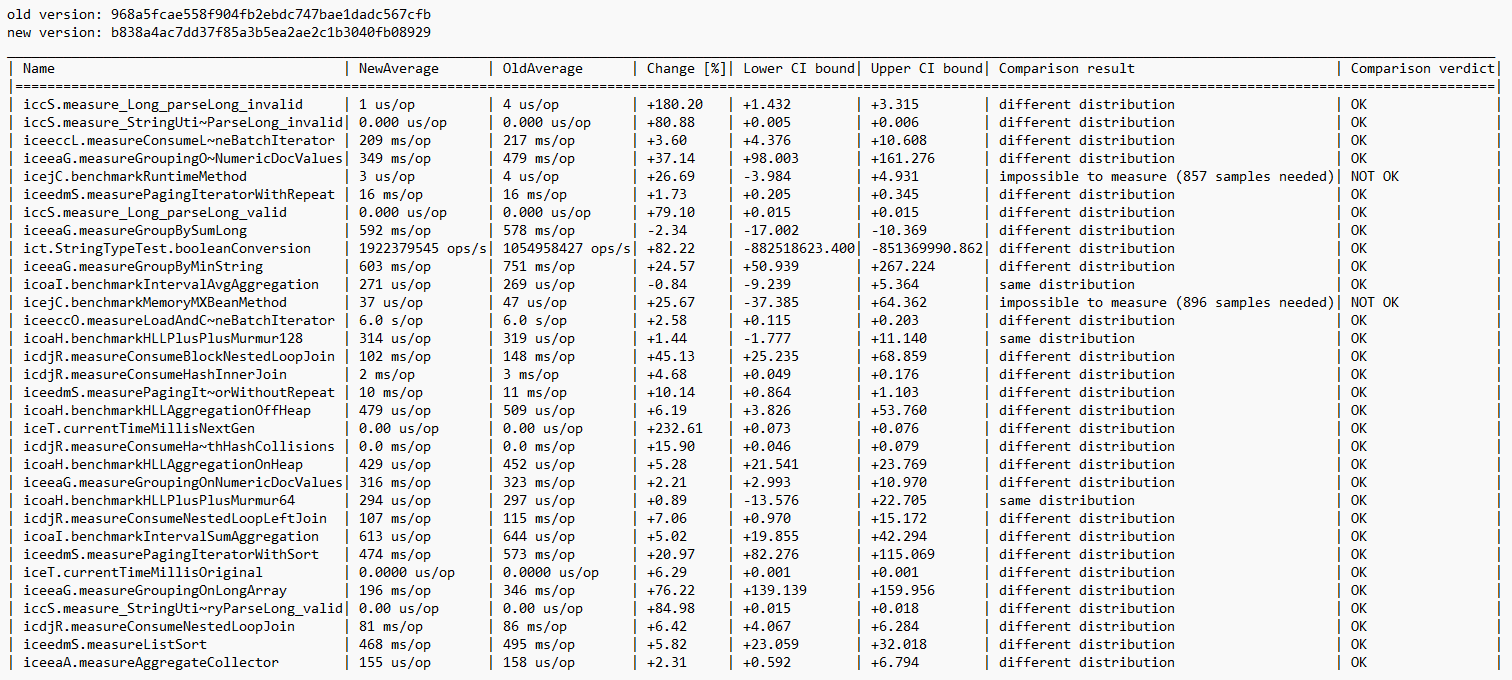 old version: 968a5fcae558f904fb2ebdc747bae1dadc567cfb
new version: b838a4ac7dd37f85a3b5ea2ae2c1b3040fb08929
| Name | NewAverage | OldAverage | Change [%]| Lower CI bound| Upper CI bound| Comparison result | Comparison verdict|
| iccS.measure_Long_parseLong_invalid | 1 us/op | 4 us/op | +180.20 | +1.432 | +3.315 | different distribution | OK |
| iccS.measure_StringUti~ParseLong_invalid| 0.000 us/op | 0.000 us/op | +80.88 | +0.005 | +0.006 | different distribution | OK |
| iceeccL.measureConsumeL~neBatchIterator | 209 ms/op | 217 ms/op | +3.60 | +4.376 | +10.608 | different distribution | OK |
| iceeaG.measureGroupingO~NumericDocValues| 349 ms/op | 479 ms/op | +37.14 | +98.003 | +161.276 | different distribution | OK |
| icejC.benchmarkRuntimeMethod | 3 us/op | 4 us/op | +26.69 | -3.984 | +4.931 | impossible to measure (857 samples needed)| NOT OK |
| iceedmS.measurePagingIteratorWithRepeat | 16 ms/op | 16 ms/op | +1.73 | +0.205 | +0.345 | different distribution | OK |
| iccS.measure_Long_parseLong_valid | 0.000 us/op | 0.000 us/op | +79.10 | +0.015 | +0.015 | different distribution | OK |
| iceeaG.measureGroupBySumLong | 592 ms/op | 578 ms/op | -2.34 | -17.002 | -10.369 | different distribution | OK |
| ict.StringTypeTest.booleanConversion | 1922379545 ops/s| 1054958427 ops/s| +82.22 | -882518623.400| -851369990.862| different distribution | OK |
| iceeaG.measureGroupByMinString | 603 ms/op | 751 ms/op | +24.57 | +50.939 | +267.224 | different distribution | OK |
| icoaI.benchmarkIntervalAvgAggregation | 271 us/op | 269 us/op | -0.84 | -9.239 | +5.364 | same distribution | OK |
| icejC.benchmarkMemoryMXBeanMethod | 37 us/op | 47 us/op | +25.67 | -37.385 | +64.362 | impossible to measure (896 samples needed)| NOT OK |
| iceeccO.measureLoadAndC~neBatchIterator | 6.0 s/op | 6.0 s/op | +2.58 | +0.115 | +0.203 | different distribution | OK |
| icoaH.benchmarkHLLPlusPlusMurmur128 | 314 us/op | 319 us/op | +1.44 | -1.777 | +11.140 | same distribution | OK |
| icdjR.measureConsumeBlockNestedLoopJoin | 102 ms/op | 148 ms/op | +45.13 | +25.235 | +68.859 | different distribution | OK |
| icdjR.measureConsumeHashInnerJoin | 2 ms/op | 3 ms/op | +4.68 | +0.049 | +0.176 | different distribution | OK |
| iceedmS.measurePagingIt~orWithoutRepeat | 10 ms/op | 11 ms/op | +10.14 | +0.864 | +1.103 | different distribution | OK |
| icoaH.benchmarkHLLAggregationOffHeap | 479 us/op | 509 us/op | +6.19 | +3.826 | +53.760 | different distribution | OK |
| iceT.currentTimeMillisNextGen | 0.00 us/op | 0.00 us/op | +232.61 | +0.073 | +0.076 | different distribution | OK |
| icdjR.measureConsumeHa~thHashCollisions | 0.0 ms/op | 0.0 ms/op | +15.90 | +0.046 | +0.079 | different distribution | OK |
| icoaH.benchmarkHLLAggregationOnHeap | 429 us/op | 452 us/op | +5.28 | +21.541 | +23.769 | different distribution | OK |
| iceeaG.measureGroupingOnNumericDocValues| 316 ms/op | 323 ms/op | +2.21 | +2.993 | +10.970 | different distribution | OK |
| icoaH.benchmarkHLLPlusPlusMurmur64 | 294 us/op | 297 us/op | +0.89 | -13.576 | +22.705 | same distribution | OK |
| icdjR.measureConsumeNestedLoopLeftJoin | 107 ms/op | 115 ms/op | +7.06 | +0.970 | +15.172 | different distribution | OK |
| icoaI.benchmarkIntervalSumAggregation | 613 us/op | 644 us/op | +5.02 | +19.855 | +42.294 | different distribution | OK |
| iceedmS.measurePagingIteratorWithSort | 474 ms/op | 573 ms/op | +20.97 | +82.276 | +115.069 | different distribution | OK |
| iceT.currentTimeMillisOriginal | 0.0000 us/op | 0.0000 us/op | +6.29 | +0.001 | +0.001 | different distribution | OK |
| iceeaG.measureGroupingOnLongArray | 196 ms/op | 346 ms/op | +76.22 | +139.139 | +159.956 | different distribution | OK |
| iccS.measure_StringUti~ryParseLong_valid| 0.00 us/op | 0.00 us/op | +84.98 | +0.015 | +0.018 | different distribution | OK |
| icdjR.measureConsumeNestedLoopJoin | 81 ms/op | 86 ms/op | +6.42 | +4.067 | +6.284 | different distribution | OK |
| iceedmS.measureListSort | 468 ms/op | 495 ms/op | +5.82 | +23.059 | +32.018 | different distribution | OK |
| iceeaA.measureAggregateCollector | 155 us/op | 158 us/op | +2.31 | +0.592 | +6.794 | different distribution | OK |